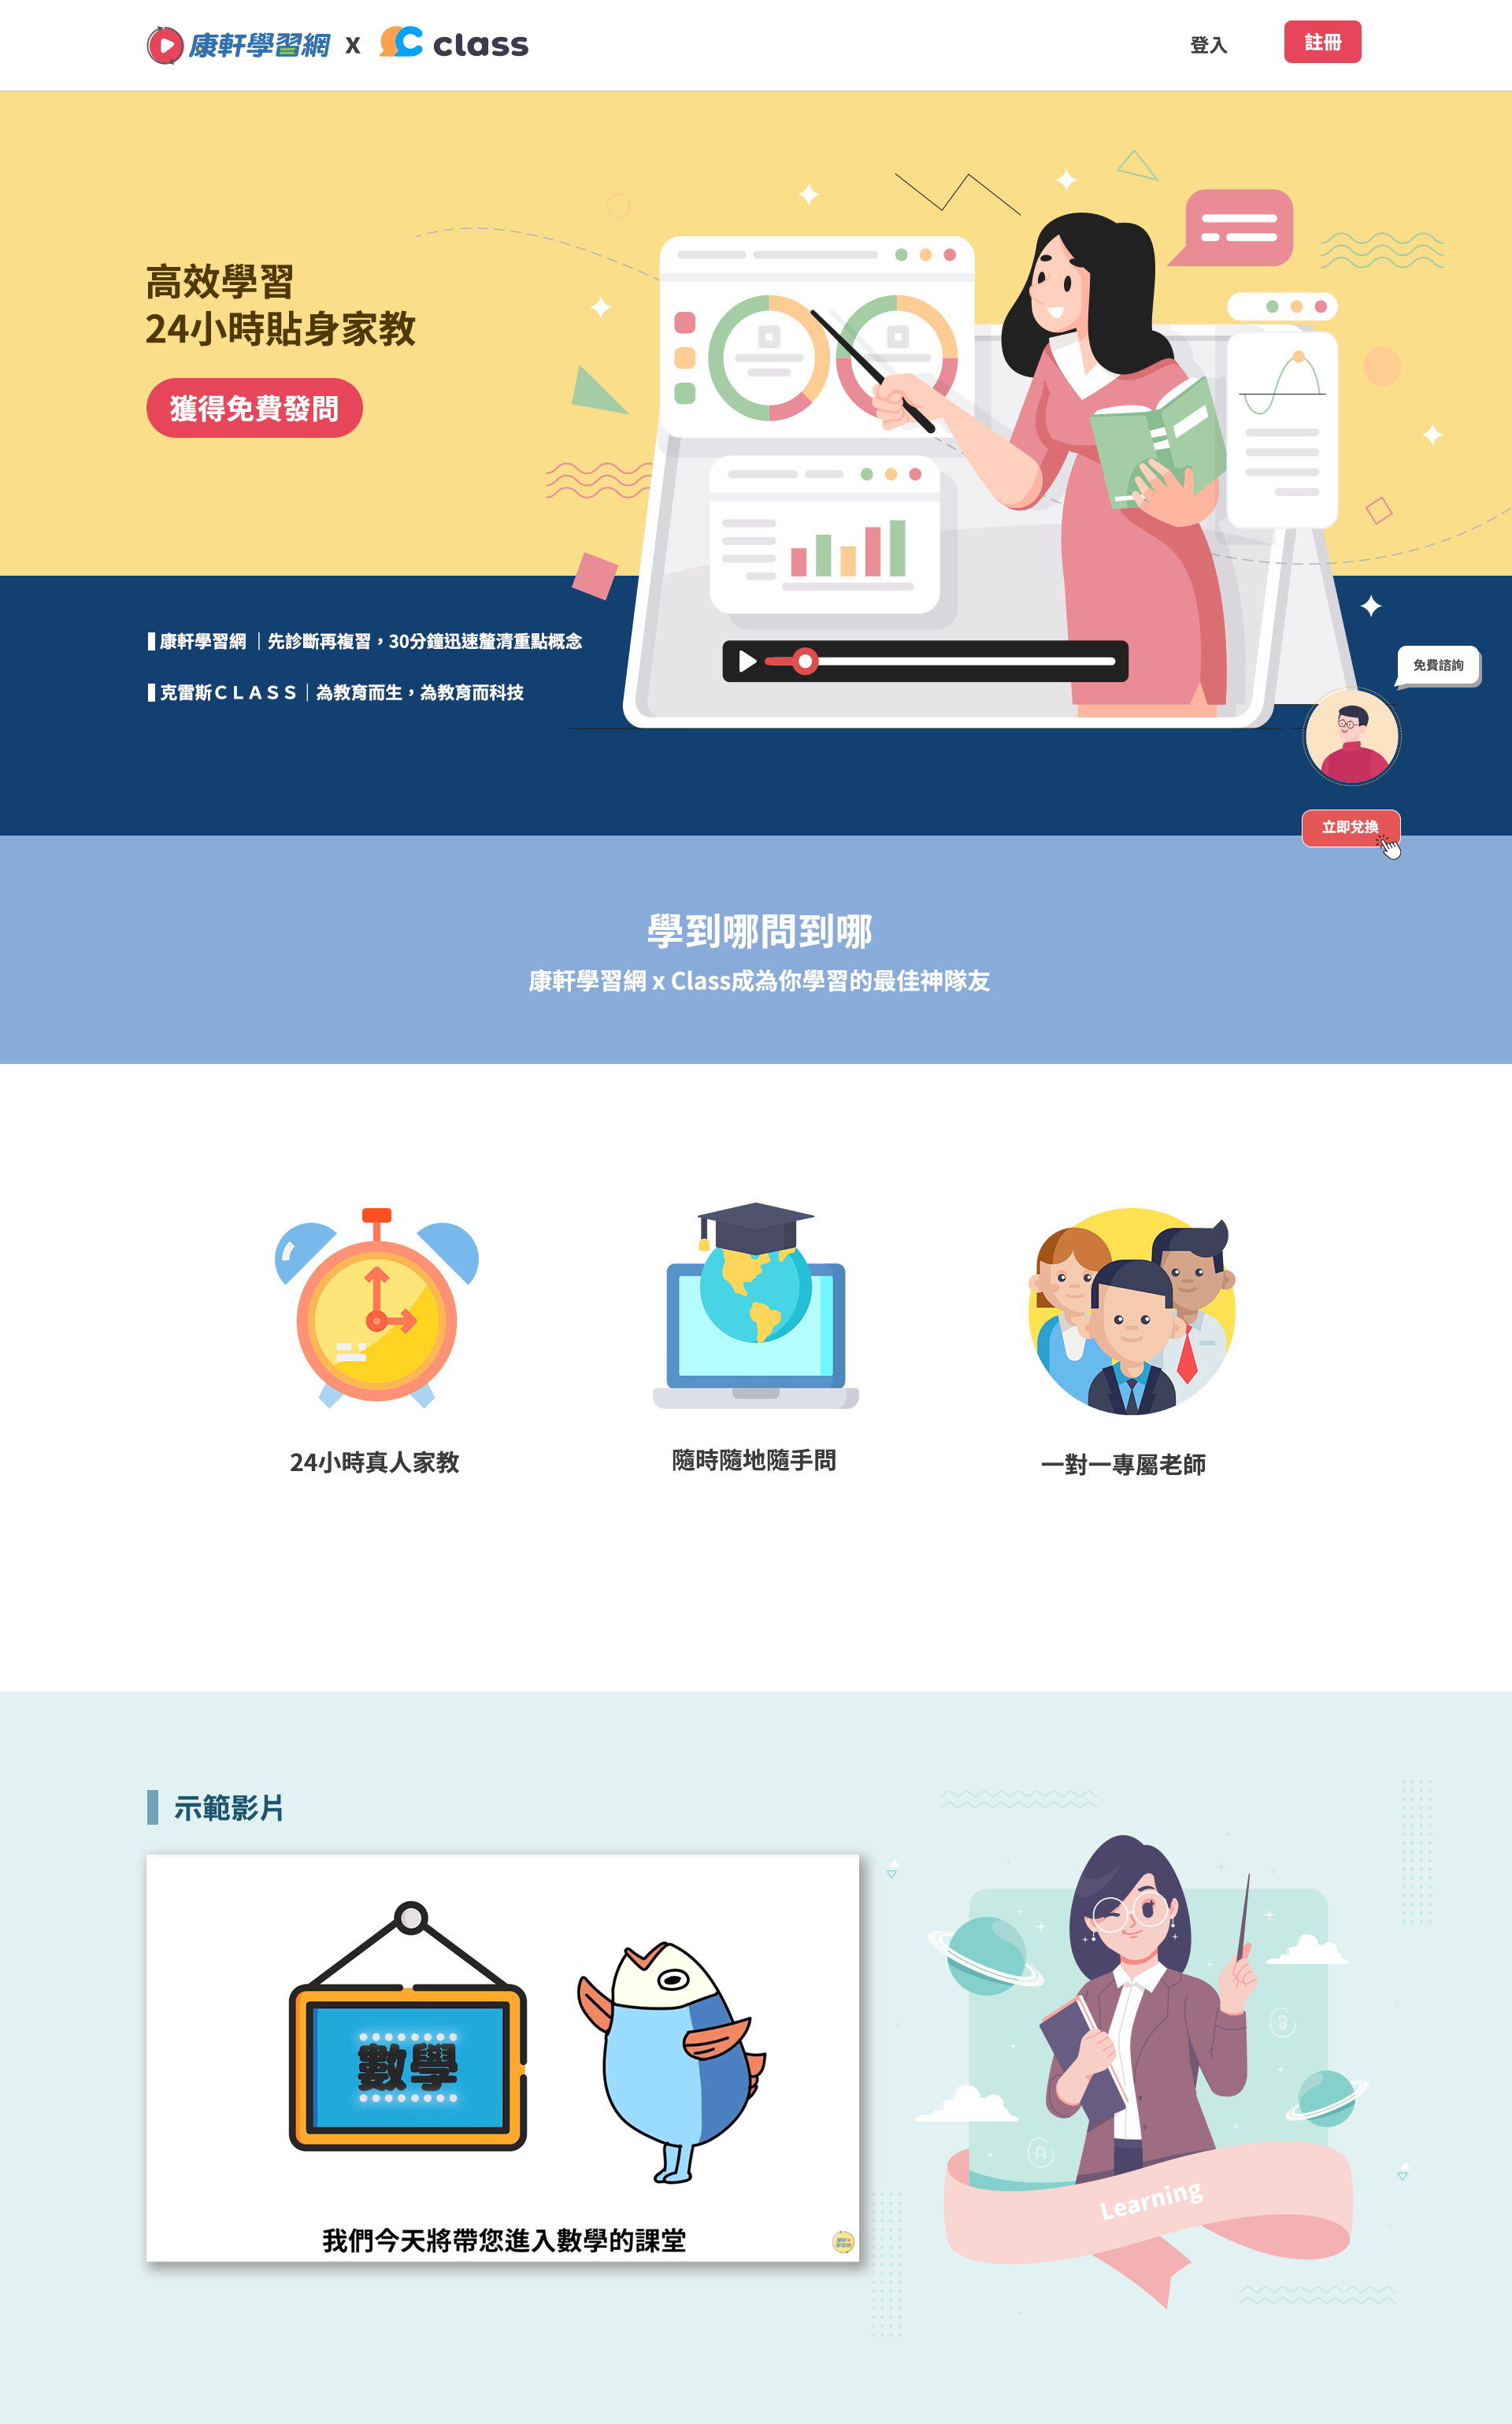 康軒學習網 x class
登入
註冊
高效學習
24小時貼身家教
獲得免費發問
康軒學習網 ｜先診斷再複習，30分鐘迅速釐清重點概念
克雷斯ＣＬＡＳＳ｜為教育而生，為教育而科技
免費諮詢
立即兌換
學到哪問到哪
康軒學習網 x Class成為你學習的最佳神隊友
24小時真人家教
隨時隨地隨手問
一對一專屬老師
示範影片
數學
我們今天將帶您進入數學的課堂
康軒
學習網
Learning